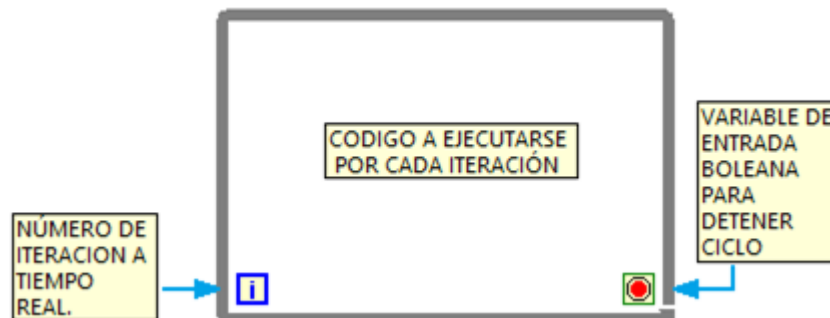 CODIGO A EJECUTARSE
POR CADA ITERACIÓN
VARIABLE DE
ENTRADA
BOLEANA
PARA
DETENER
CICLO
NÚMERO DE
ITERACION A
TIEMPO
REAL.
i